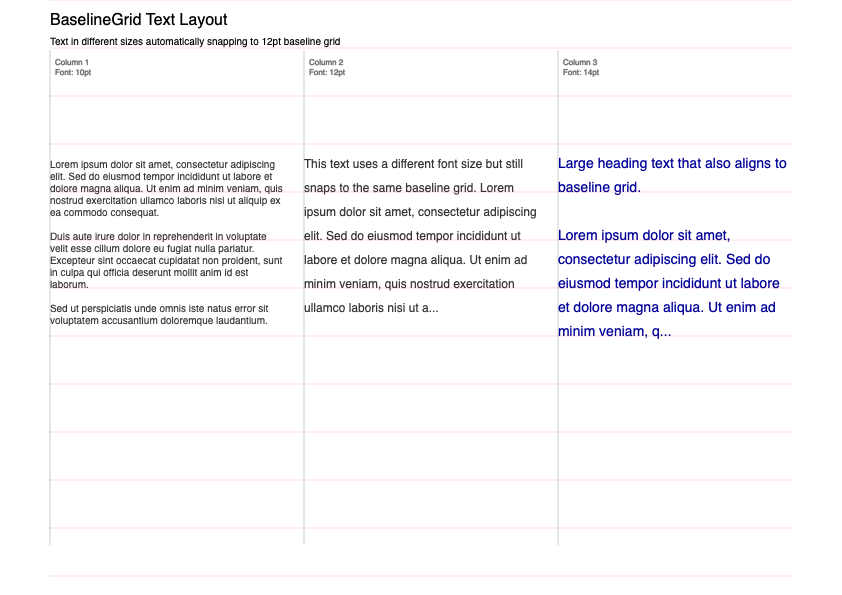 BaselineGrid Text Layout
Text in different sizes automatically snapping to 12pt baseline grid
Column 1
Font: 10pt
Lorem ipsum dolor sit amet, consectetur adipiscing
elit. Sed do eiusmod tempor incididunt ut labore et
dolore magna aliqua. Ut enim ad minim veniam, quis
nostrud exercitation ullamco laboris nisi ut aliquip ex
ea commodo consequat.
Duis aute irure dolor in reprehenderit in voluptate
velit esse cillum dolore eu fugiat nulla pariatur.
Excepteur sint occaecat cupidatat non proident, sunt
in culpa qui officia deserunt mollit anim id est
laborum.
Sed ut perspiciatis unde omnis iste natus error sit
voluptatem accusantium doloremque laudantium.
Column 2
Font: 12pt
This text uses a different font size but still
snaps to the same baseline grid. Lorem
ipsum dolor sit amet, consectetur adipiscing
elit. Sed do eiusmod tempor incididunt ut
labore et dolore magna aliqua. Ut enim ad
minim veniam, quis nostrud exercitation
ullamco laboris nisi ut a...
Column 3
Font: 14pt
Large heading text that also aligns to
baseline grid.
Lorem ipsum dolor sit amet,
consectetur adipiscing elit. Sed do
eiusmod tempor incididunt ut labore
et dolore magna aliqua. Ut enim ad
minim veniam, q...